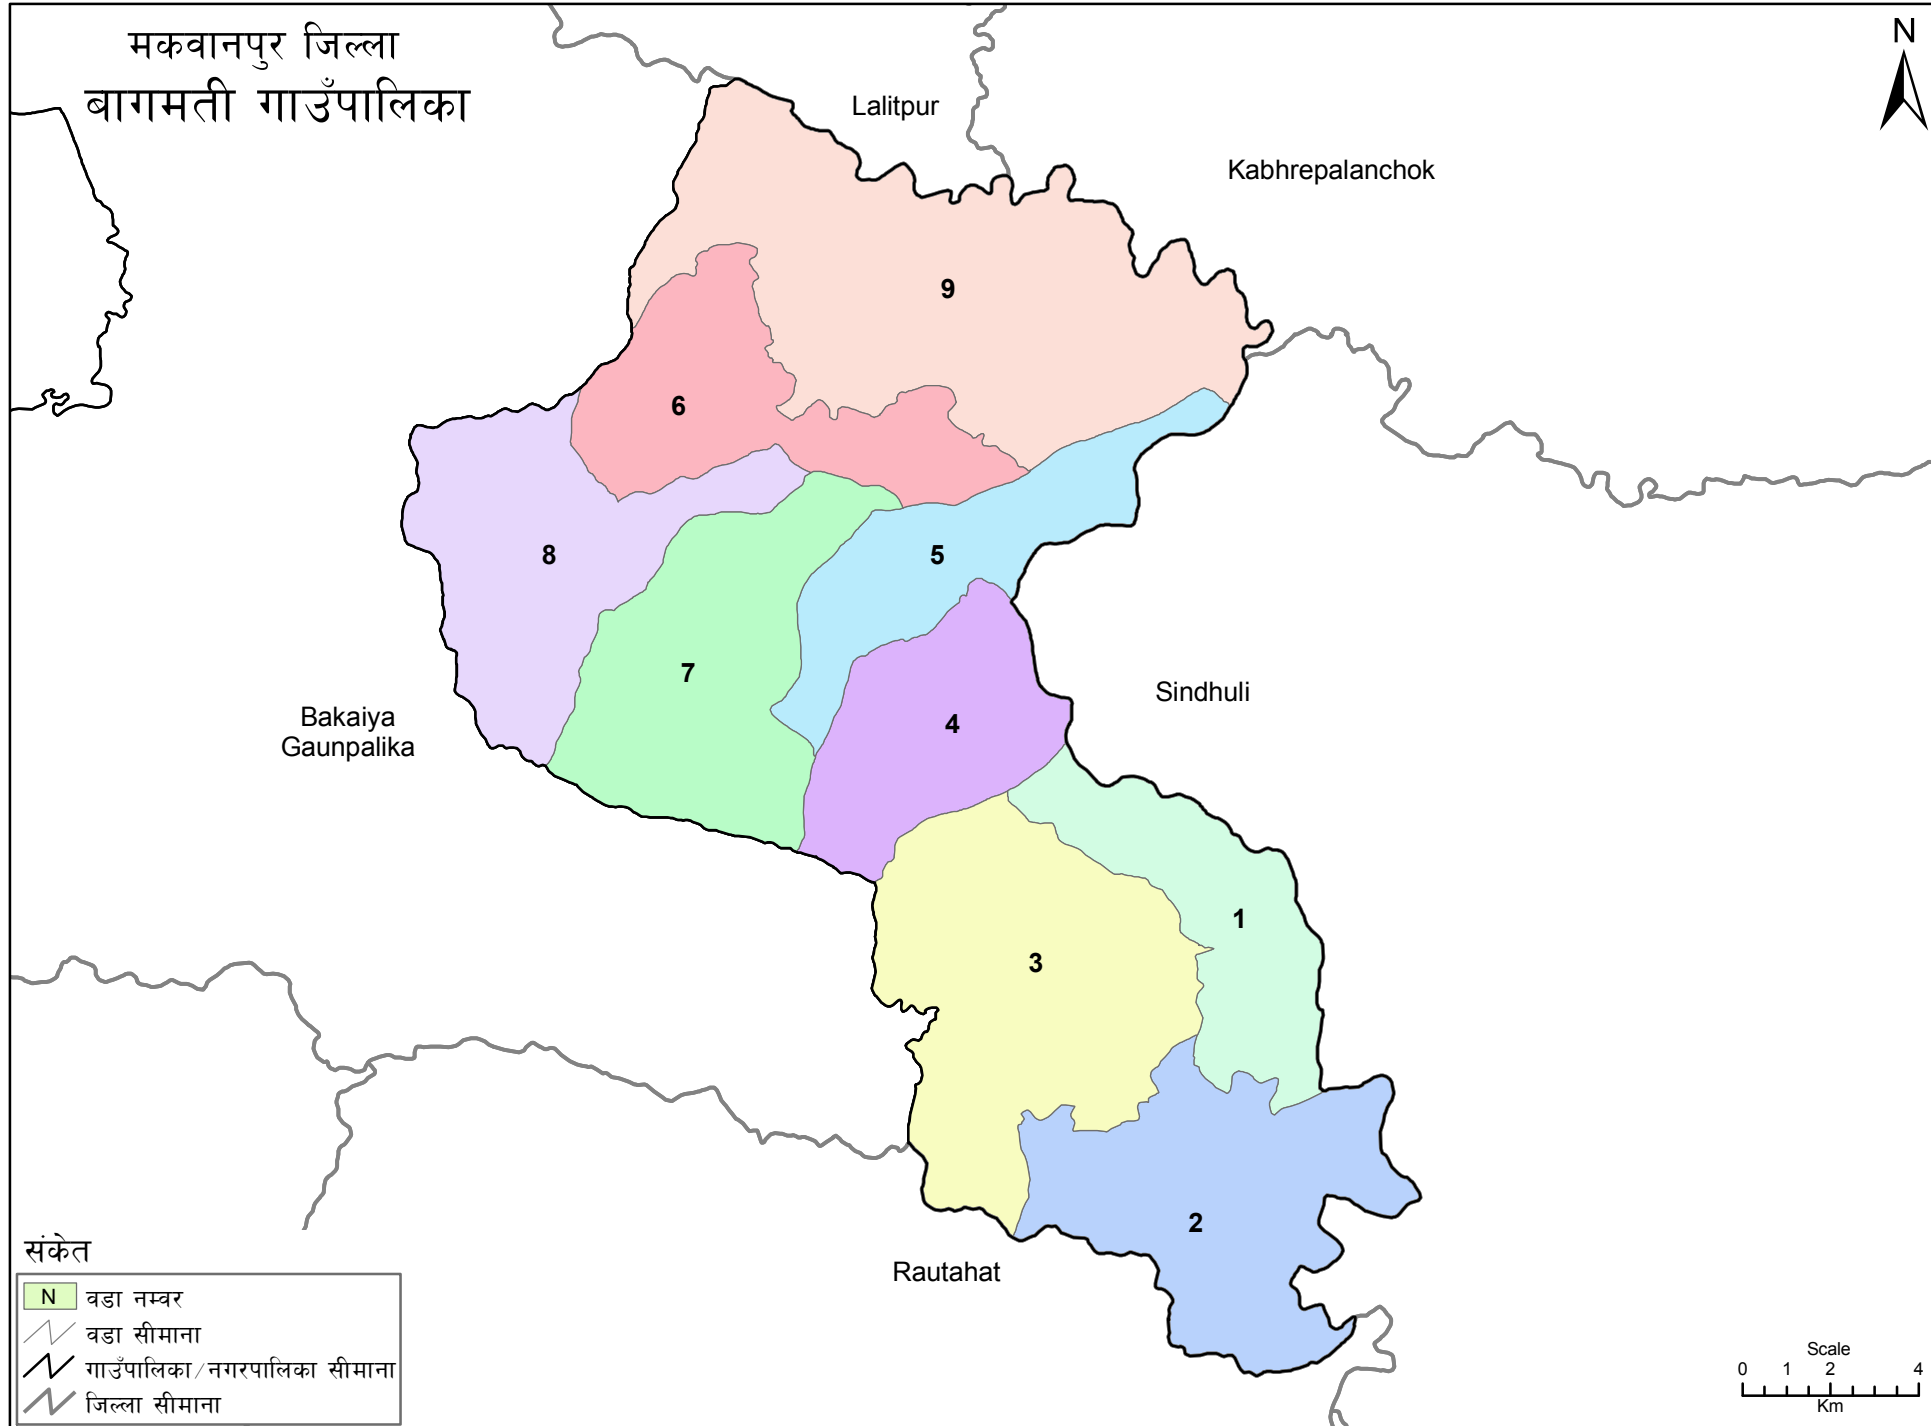 मकवानपुर जिल्ला
बागमती गाउँपालिका
N
Lalitpur
Kabhrepalanchok
9
6
8
5
7
4
Sindhuli
Bakaiya
Gaunpalika
1
3
2
Rautahat
संकेत
N वडा नम्वर
वडा सीमाना
गाउँपालिका/नगरपालिका सीमाना
जिल्ला सीमाना
Scale
0 1 2 4
Km